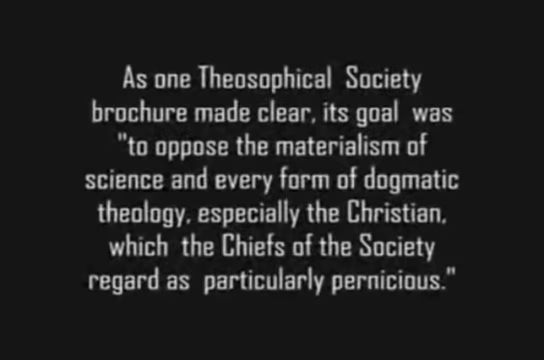 As one Theosophical Society
brochure made clear, its goal was
"to oppose the materialism of
science and every form of dogmatic
theology, especially the Christian,
which the Chiefs of the Society
regard as particularly pernicious."